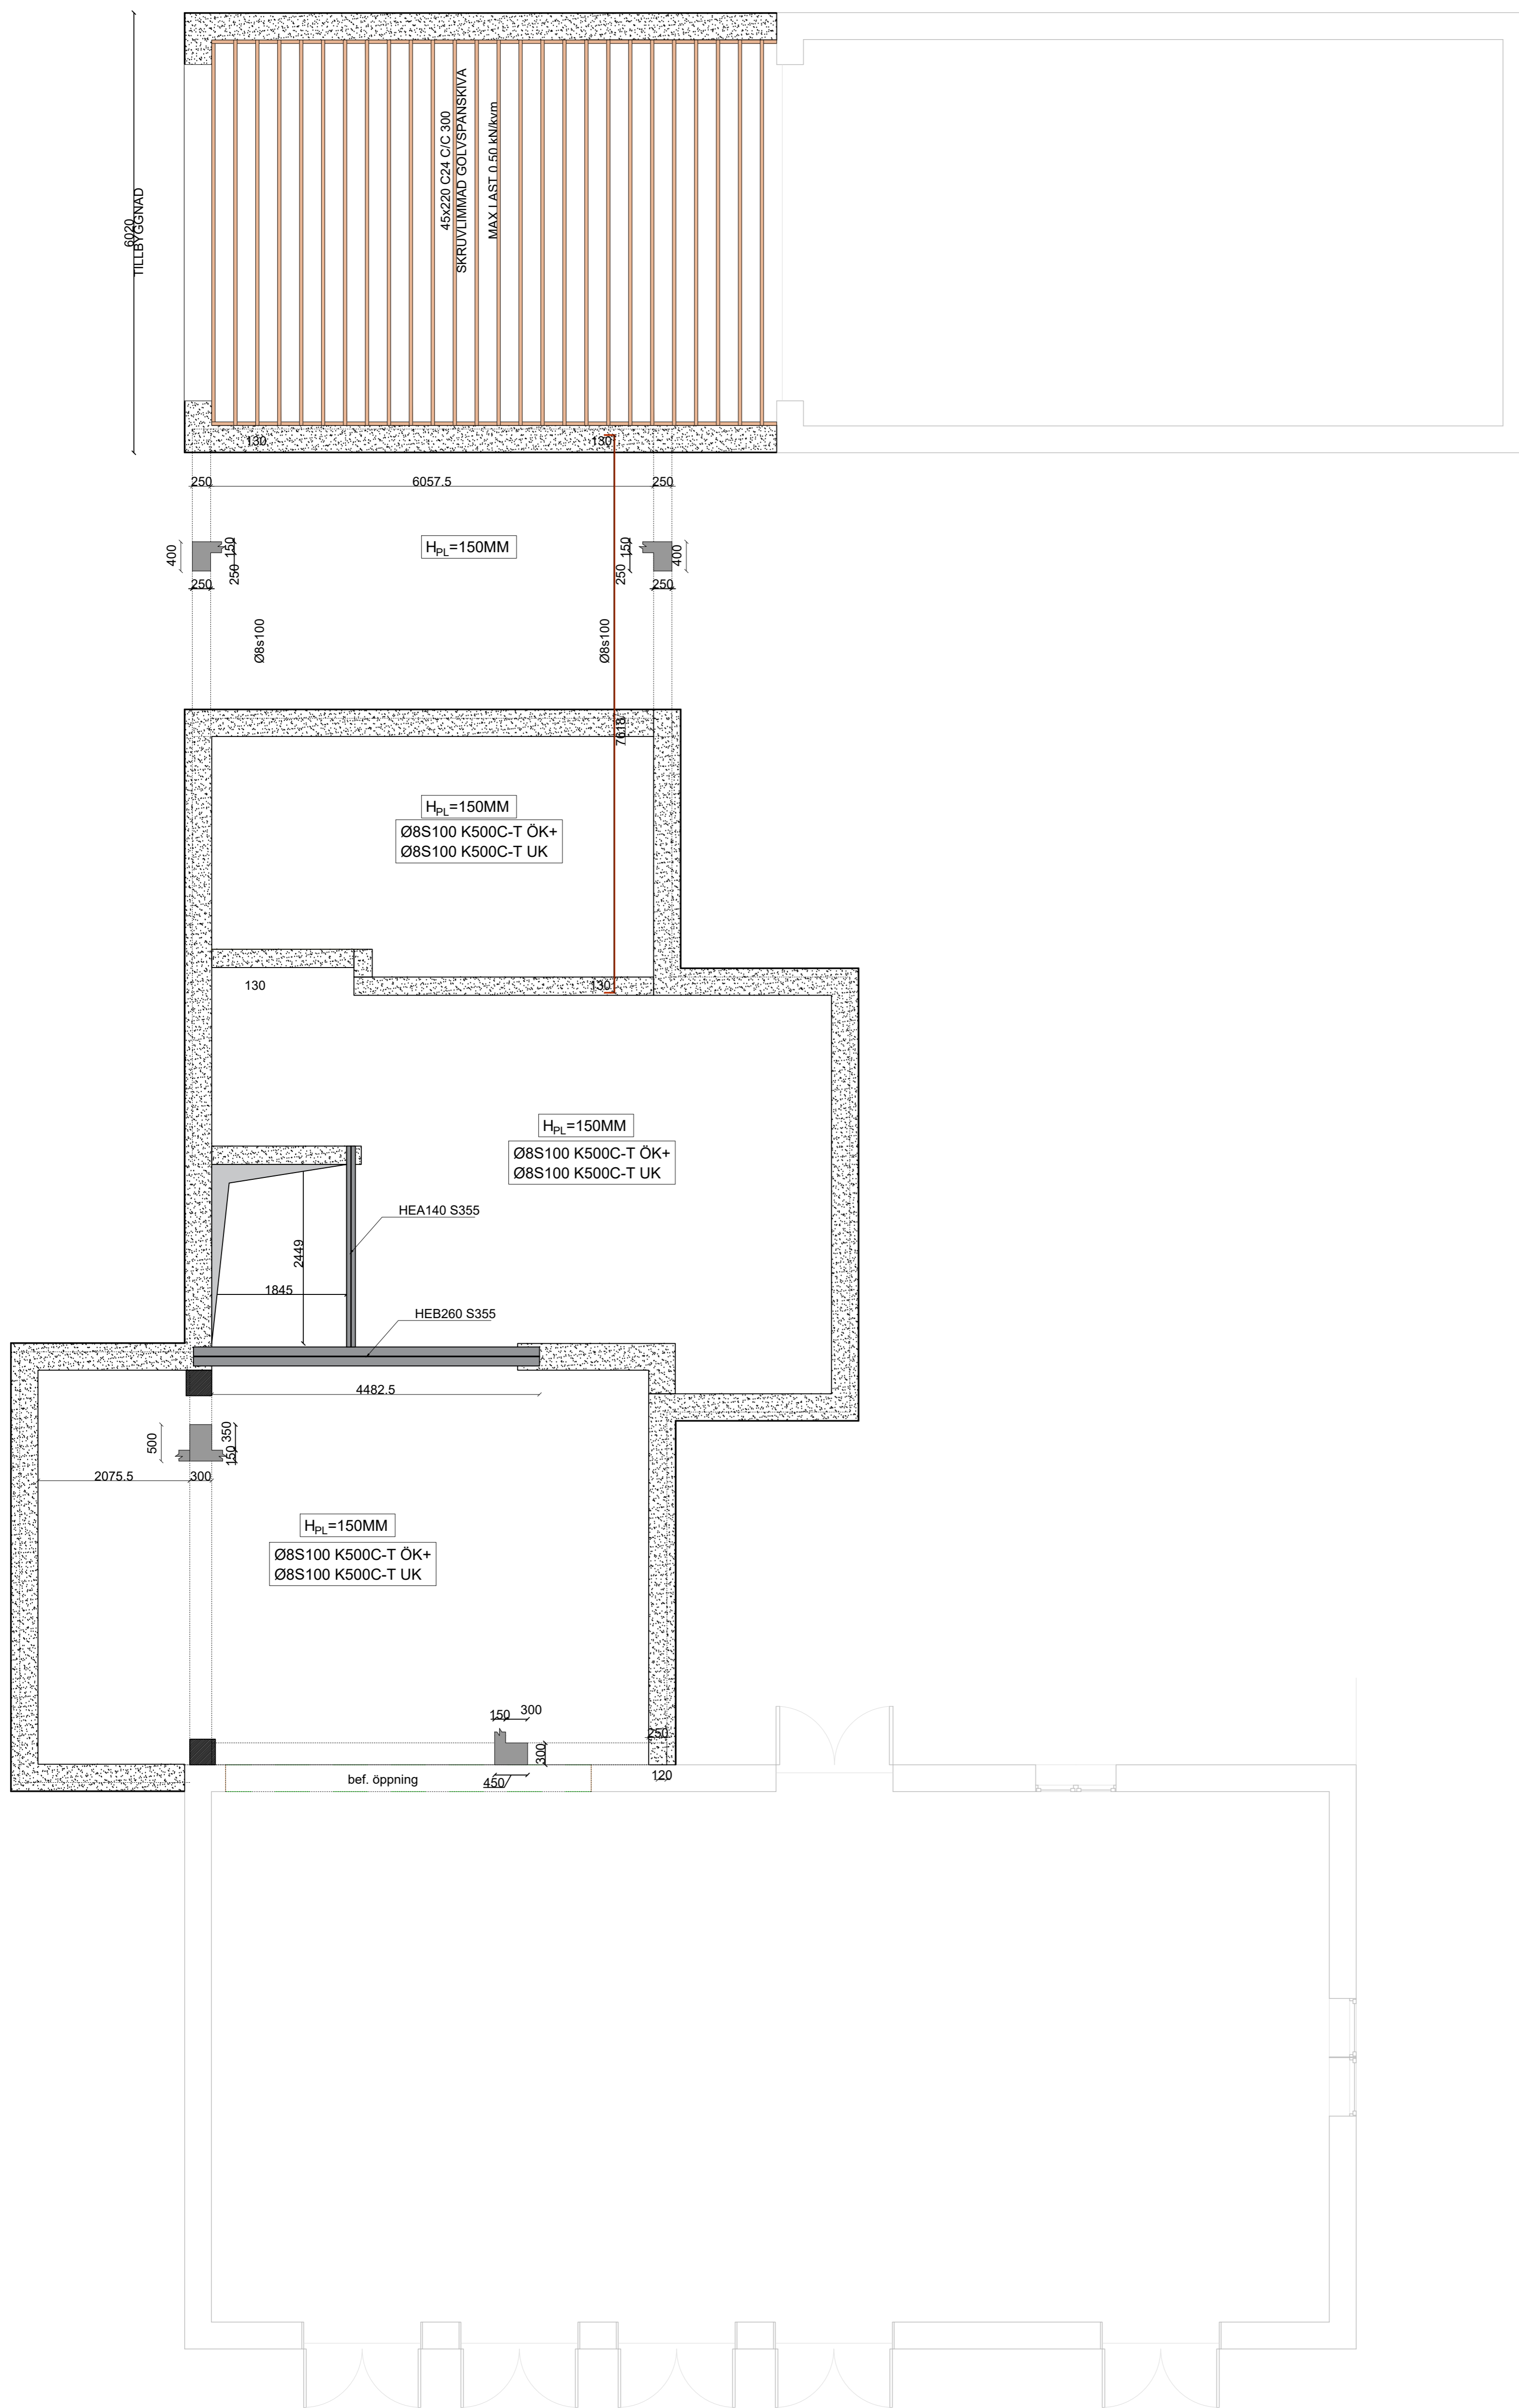 6020
TILLBYGGNAD
45x220 C24 C/C 300
SKRUVLIMMAD GOLVSPANSKIVA
MAX LAST 0.50 kN/kvm
130
130
250
6057.5
250
400
150
250
250
HPL=150MM
150
250
400
250
Ø8s100
Ø8s100
7618
HPL=150MM
Ø8S100 K500C-T ÖK+
Ø8S100 K500C-T UK
130
130
HPL=150MM
Ø8S100 K500C-T ÖK+
Ø8S100 K500C-T UK
HEA140 S355
2449
1845
HEB260 S355
4482.5
500
350
150
2075.5
300
HPL=150MM
Ø8S100 K500C-T ÖK+
Ø8S100 K500C-T UK
150
300
250
300
bef. öppning
450
120